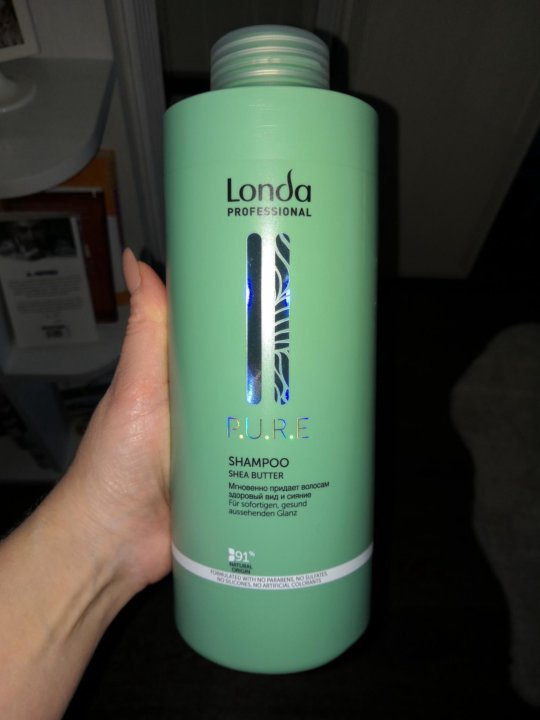 Londa
PROFESSIONAL
P.U.R.E
SHAMPOO
SHEA BUTTER
Мгновенно придает волосам
здоровый вид и сияние
Für sofortigen, gesund
aussehenden Glanz
91%
NATURAL
ORIGIN
FORMULATED WITH NO PARABENS, NO SULFATES,
NO SILICONES, NO ARTIFICIAL COLORANTS